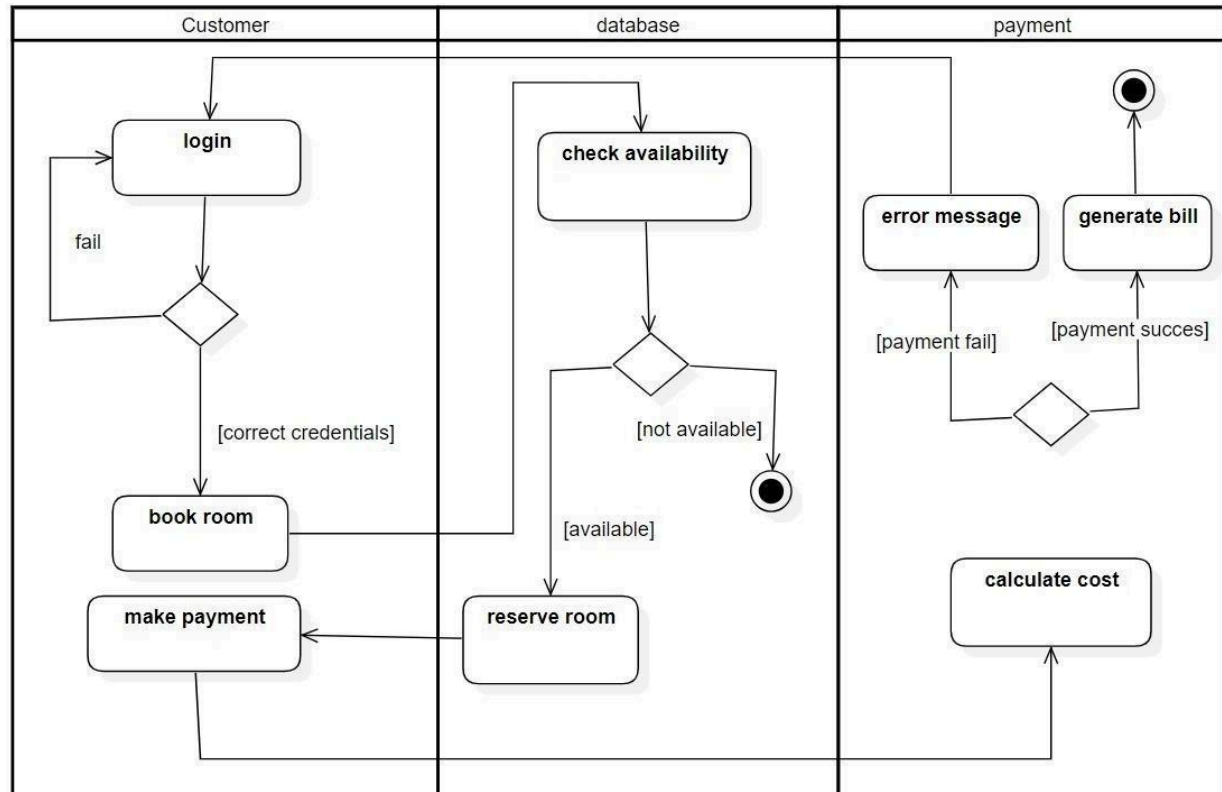 Customer
database
payment
login
check availability
error message
generate bill
fail
[payment fail]
[payment succes]
[correct credentials]
[not available]
book room
[available]
calculate cost
make payment
reserve room